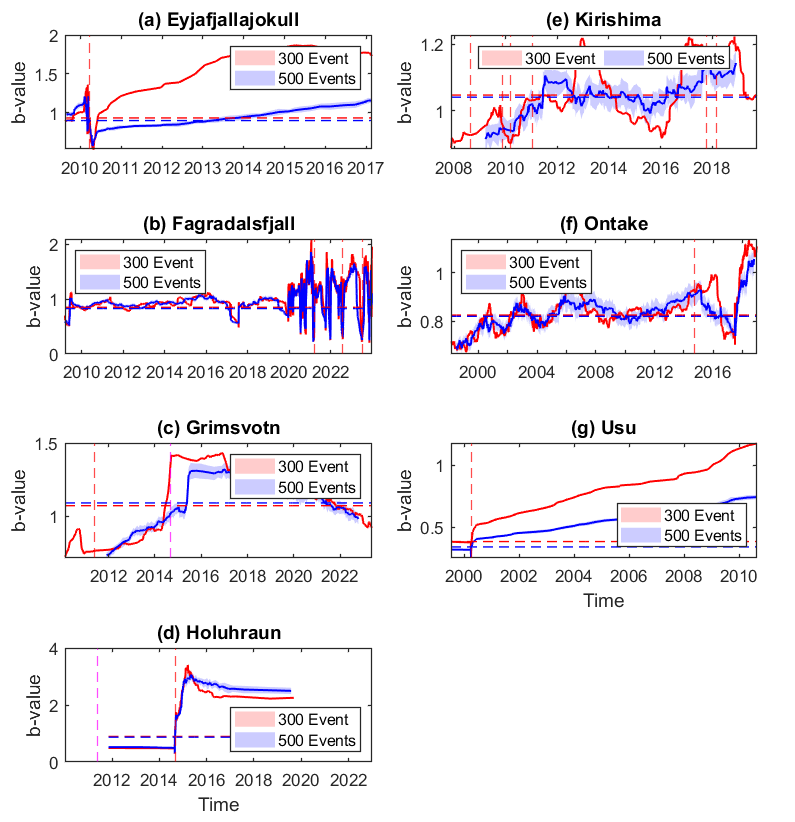 (a) Eyjafjallajokull
b-value
2
1.5
1
300 Event
500 Events
2010 2011 2012 2013 2014 2015 2016 2017
(b) Fagradalsfjall
b-value
2
1
0
300 Event
500 Events
2010 2012 2014 2016 2018 2020 2022
(c) Grimsvotn
b-value
1.5
1
300 Event
500 Events
2012 2014 2016 2018 2020 2022
(d) Holuhraun
b-value
4
2
0
300 Event
500 Events
2012 2014 2016 2018 2020 2022
Time
(e) Kirishima
b-value
1.2
1
300 Event 500 Events
2008 2010 2012 2014 2016 2018
(f) Ontake
b-value
1
0.8
300 Event
500 Events
2000 2004 2008 2012 2016
(g) Usu
b-value
1
0.5
300 Event
500 Events
2000 2002 2004 2006 2008 2010
Time